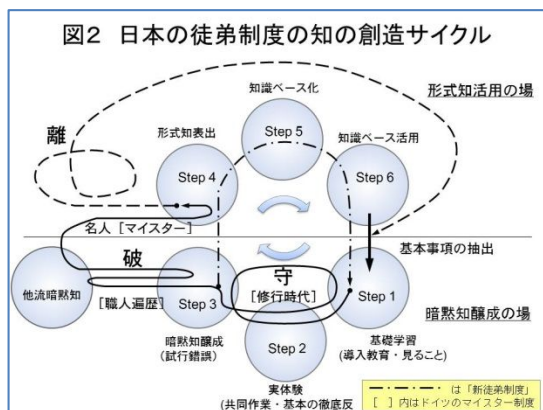 図2 日本の徒弟制度の知の創造サイクル
知識ベース化
形式知活用の場
離
形式知表出
Step 5
知識ベース活用
Step 4
Step 6
名人 [マイスター]
基本事項の抽出
破
守
他流暗黙知
[職人遍歴]
Step 3
[修行時代]
Step 1
暗黙知醸成の場
暗黙知醸成
(試行錯誤)
Step 2
基礎学習
(導入教育・見ること)
実体験
(共同作業・基本の徹底反
は「新徒弟制度」
[ ] 内はドイツのマイスター制度